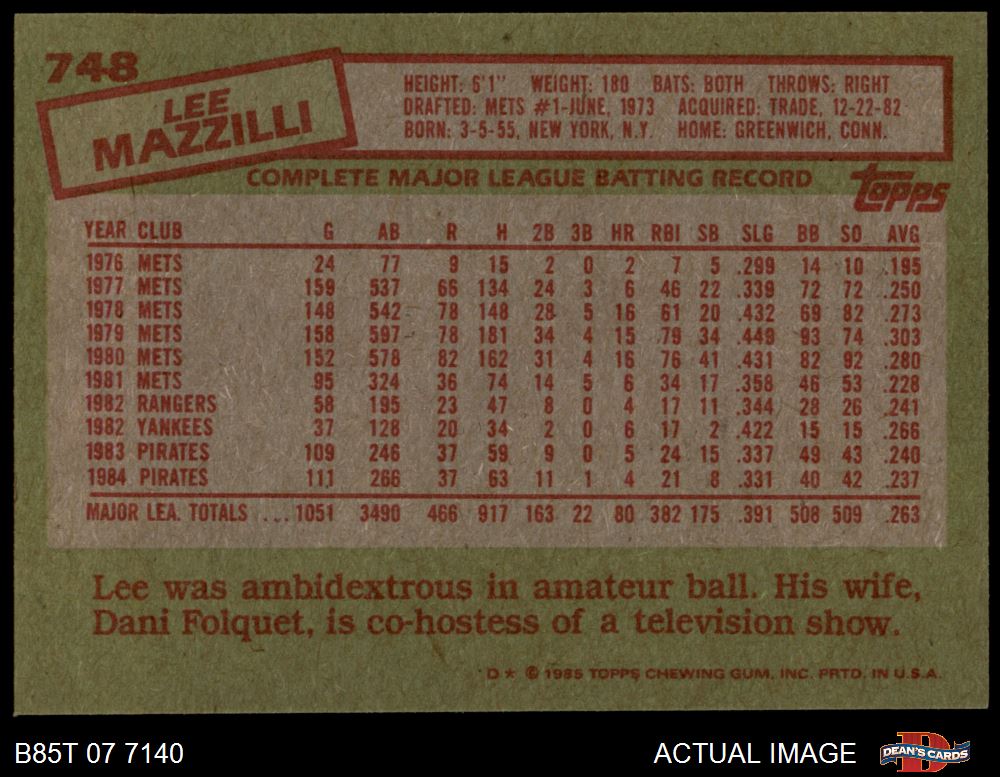 748
LEE
MAZZILLI
HEIGHT: 6'1" WEIGHT: 180 BATS: BOTH THROWS: RIGHT
DRAFTED: METS #1-JUNE, 1973 ACQUIRED: TRADE, 12-22-82
BORN: 3-5-55, NEW YORK, N.Y. HOME: GREENWICH, CONN.
COMPLETE MAJOR LEAGUE BATTING RECORD
topps
YEAR CLUB G AB R H 2B 3B HR RBI SB SLG BB SO AVG
1976 METS 24 77 9 15 2 0 2 7 5 .299 14 10 .195
1977 METS 159 537 66 134 24 3 6 46 22 .339 72 72 .250
1978 METS 148 542 78 148 28 5 16 61 20 .432 69 82 .273
1979 METS 158 597 78 181 34 4 15 79 34 .449 93 74 .303
1980 METS 152 578 82 162 31 4 16 76 41 .431 82 92 .280
1981 METS 95 324 36 74 14 5 6 34 17 .358 46 53 .228
1982 RANGERS 58 195 23 47 8 0 4 17 11 .344 28 26 .241
1982 YANKEES 37 128 20 34 2 0 6 17 2 .422 15 15 .266
1983 PIRATES 109 246 37 59 9 0 5 24 15 .337 49 43 .240
1984 PIRATES 111 266 37 63 11 1 4 21 8 .331 40 42 .237
MAJOR LEA. TOTALS ... 1051 3490 466 917 163 22 80 382 175 .391 508 509 .263
Lee was ambidextrous in amateur ball. His wife,
Dani Folquet, is co-hostess of a television show.
D* © 1985 TOPPS CHEWING GUM, INC. PRTD. IN U.S.A.
B85T 07 7140
ACTUAL IMAGE
D
DEAN'S CARDS